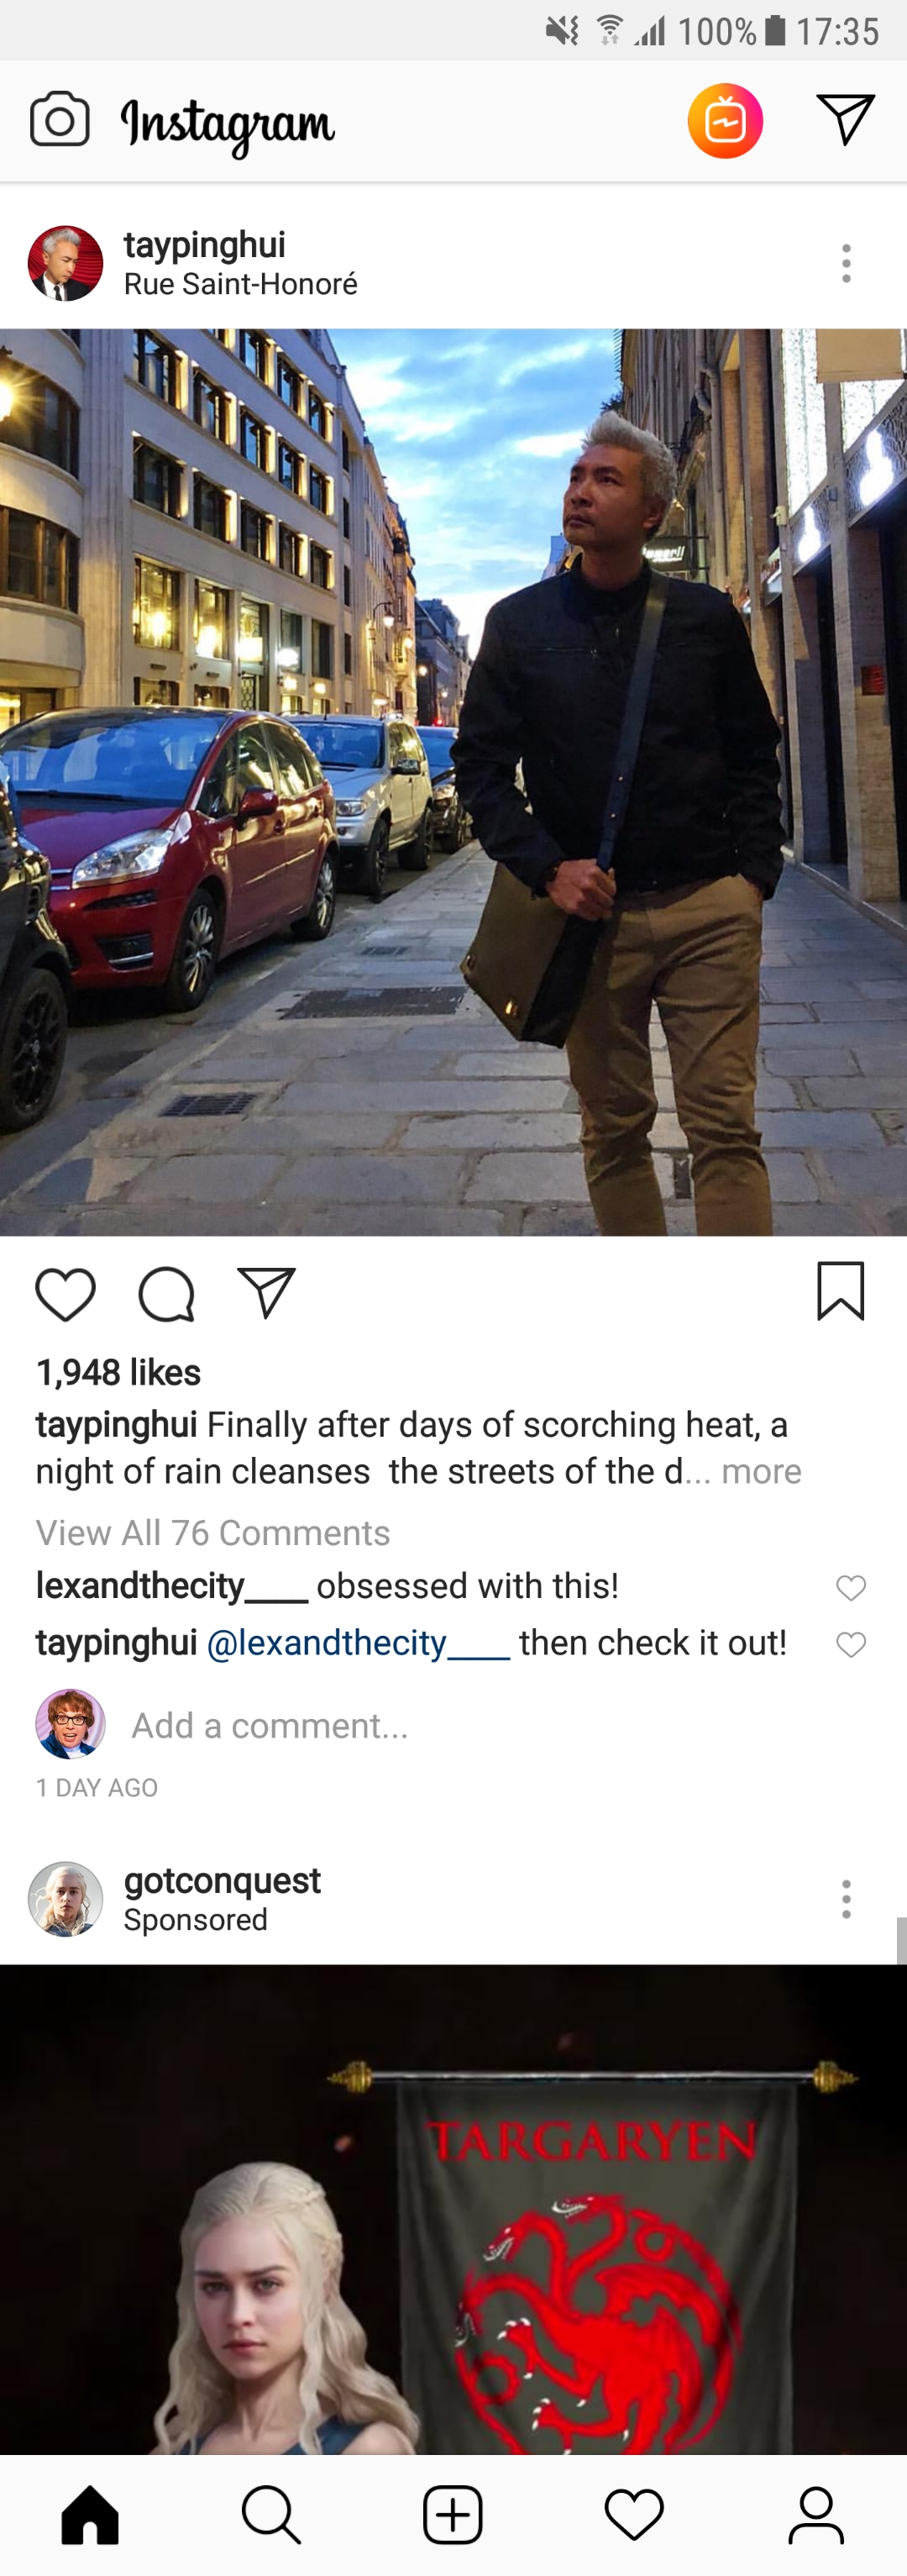 100% 17:35
Instagram
taypinghui
Rue Saint-Honoré
1,948 likes
taypinghui Finally after days of scorching heat, a
night of rain cleanses  the streets of the d... more
View All 76 Comments
lexandthecity____ obsessed with this!
taypinghui @lexandthecity____ then check it out!
Add a comment...
1 DAY AGO
gotconquest
Sponsored
TARGARYEN